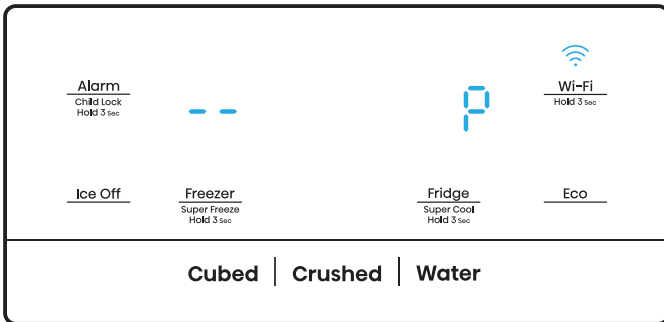 Alarm
Child Lock
Hold 3 Sec
-- P
Wi-Fi
Hold 3 Sec
Ice Off
Freezer
Super Freeze
Hold 3 Sec
Fridge
Super Cool
Hold 3 Sec
Eco
Cubed | Crushed | Water